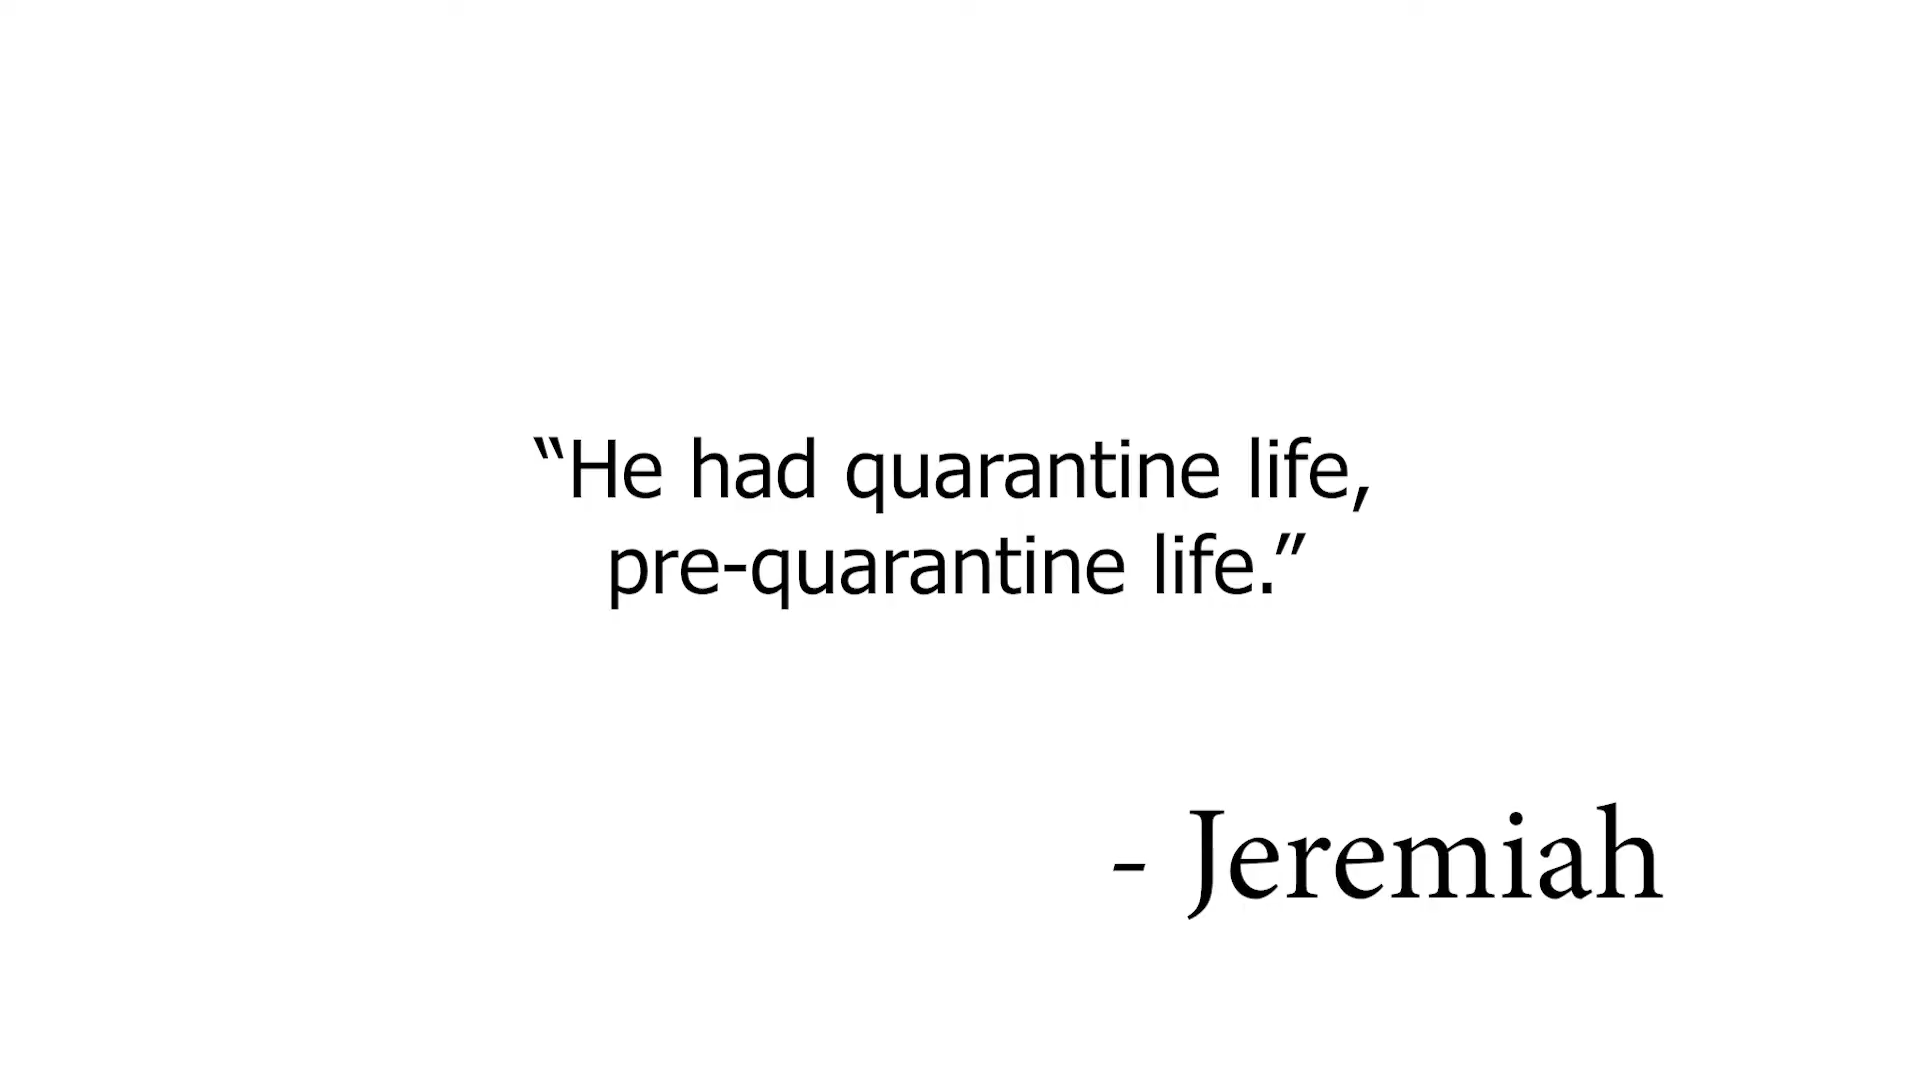 “He had quarantine life,
pre-quarantine life.”
- Jeremiah